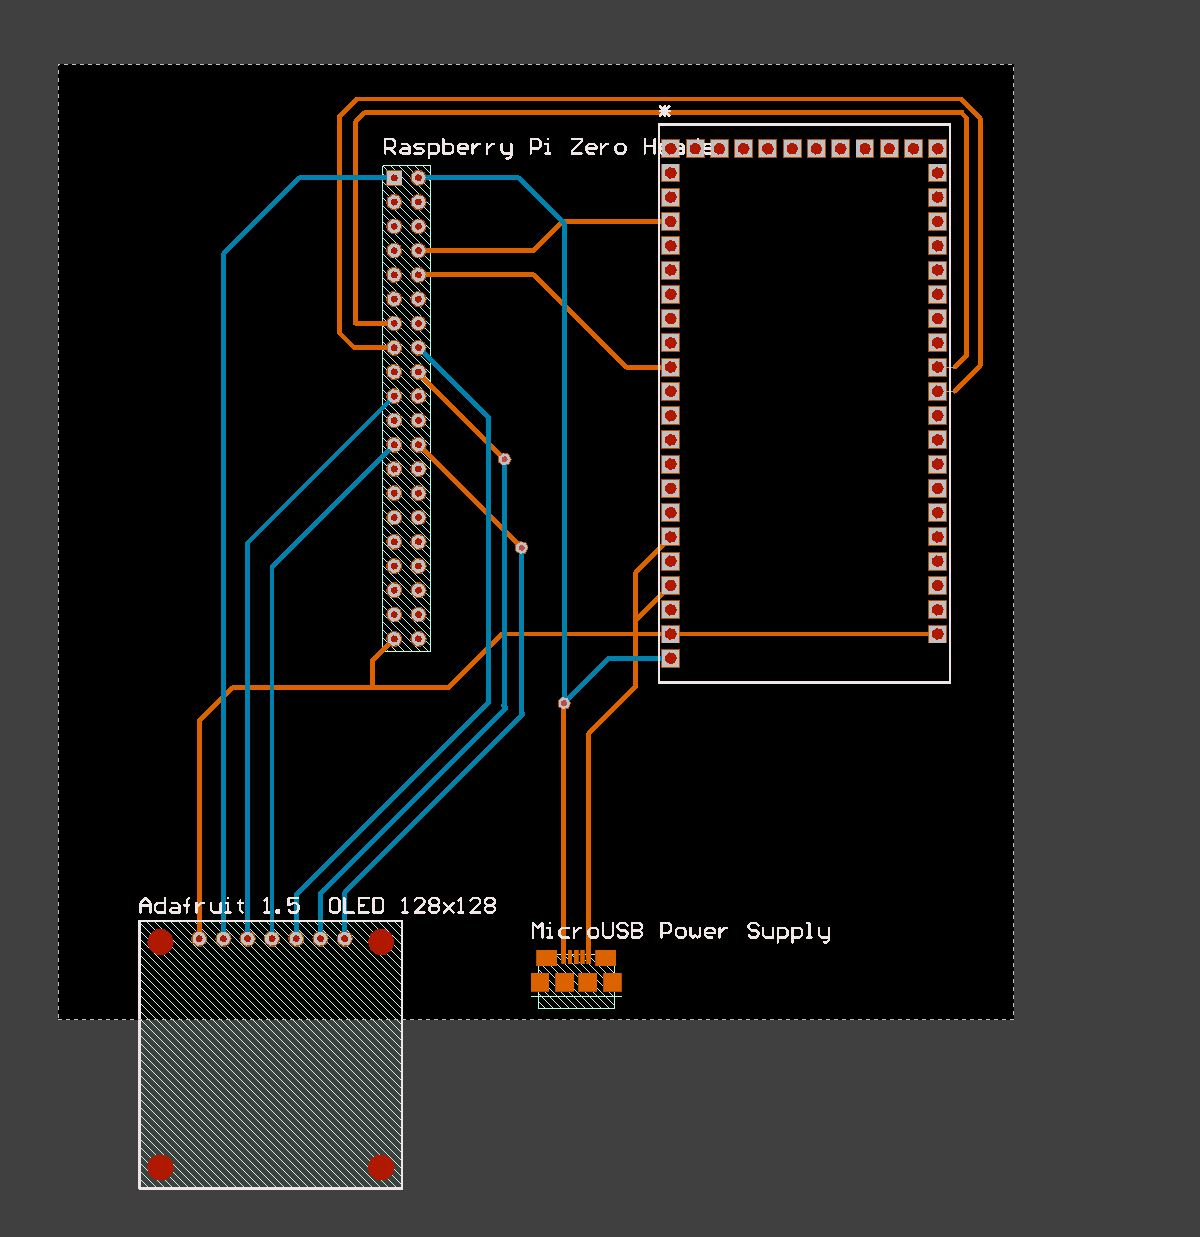 Raspberry Pi Zero
Adafruit 1.5 OLED 128x128
MicroUSB Power Supply